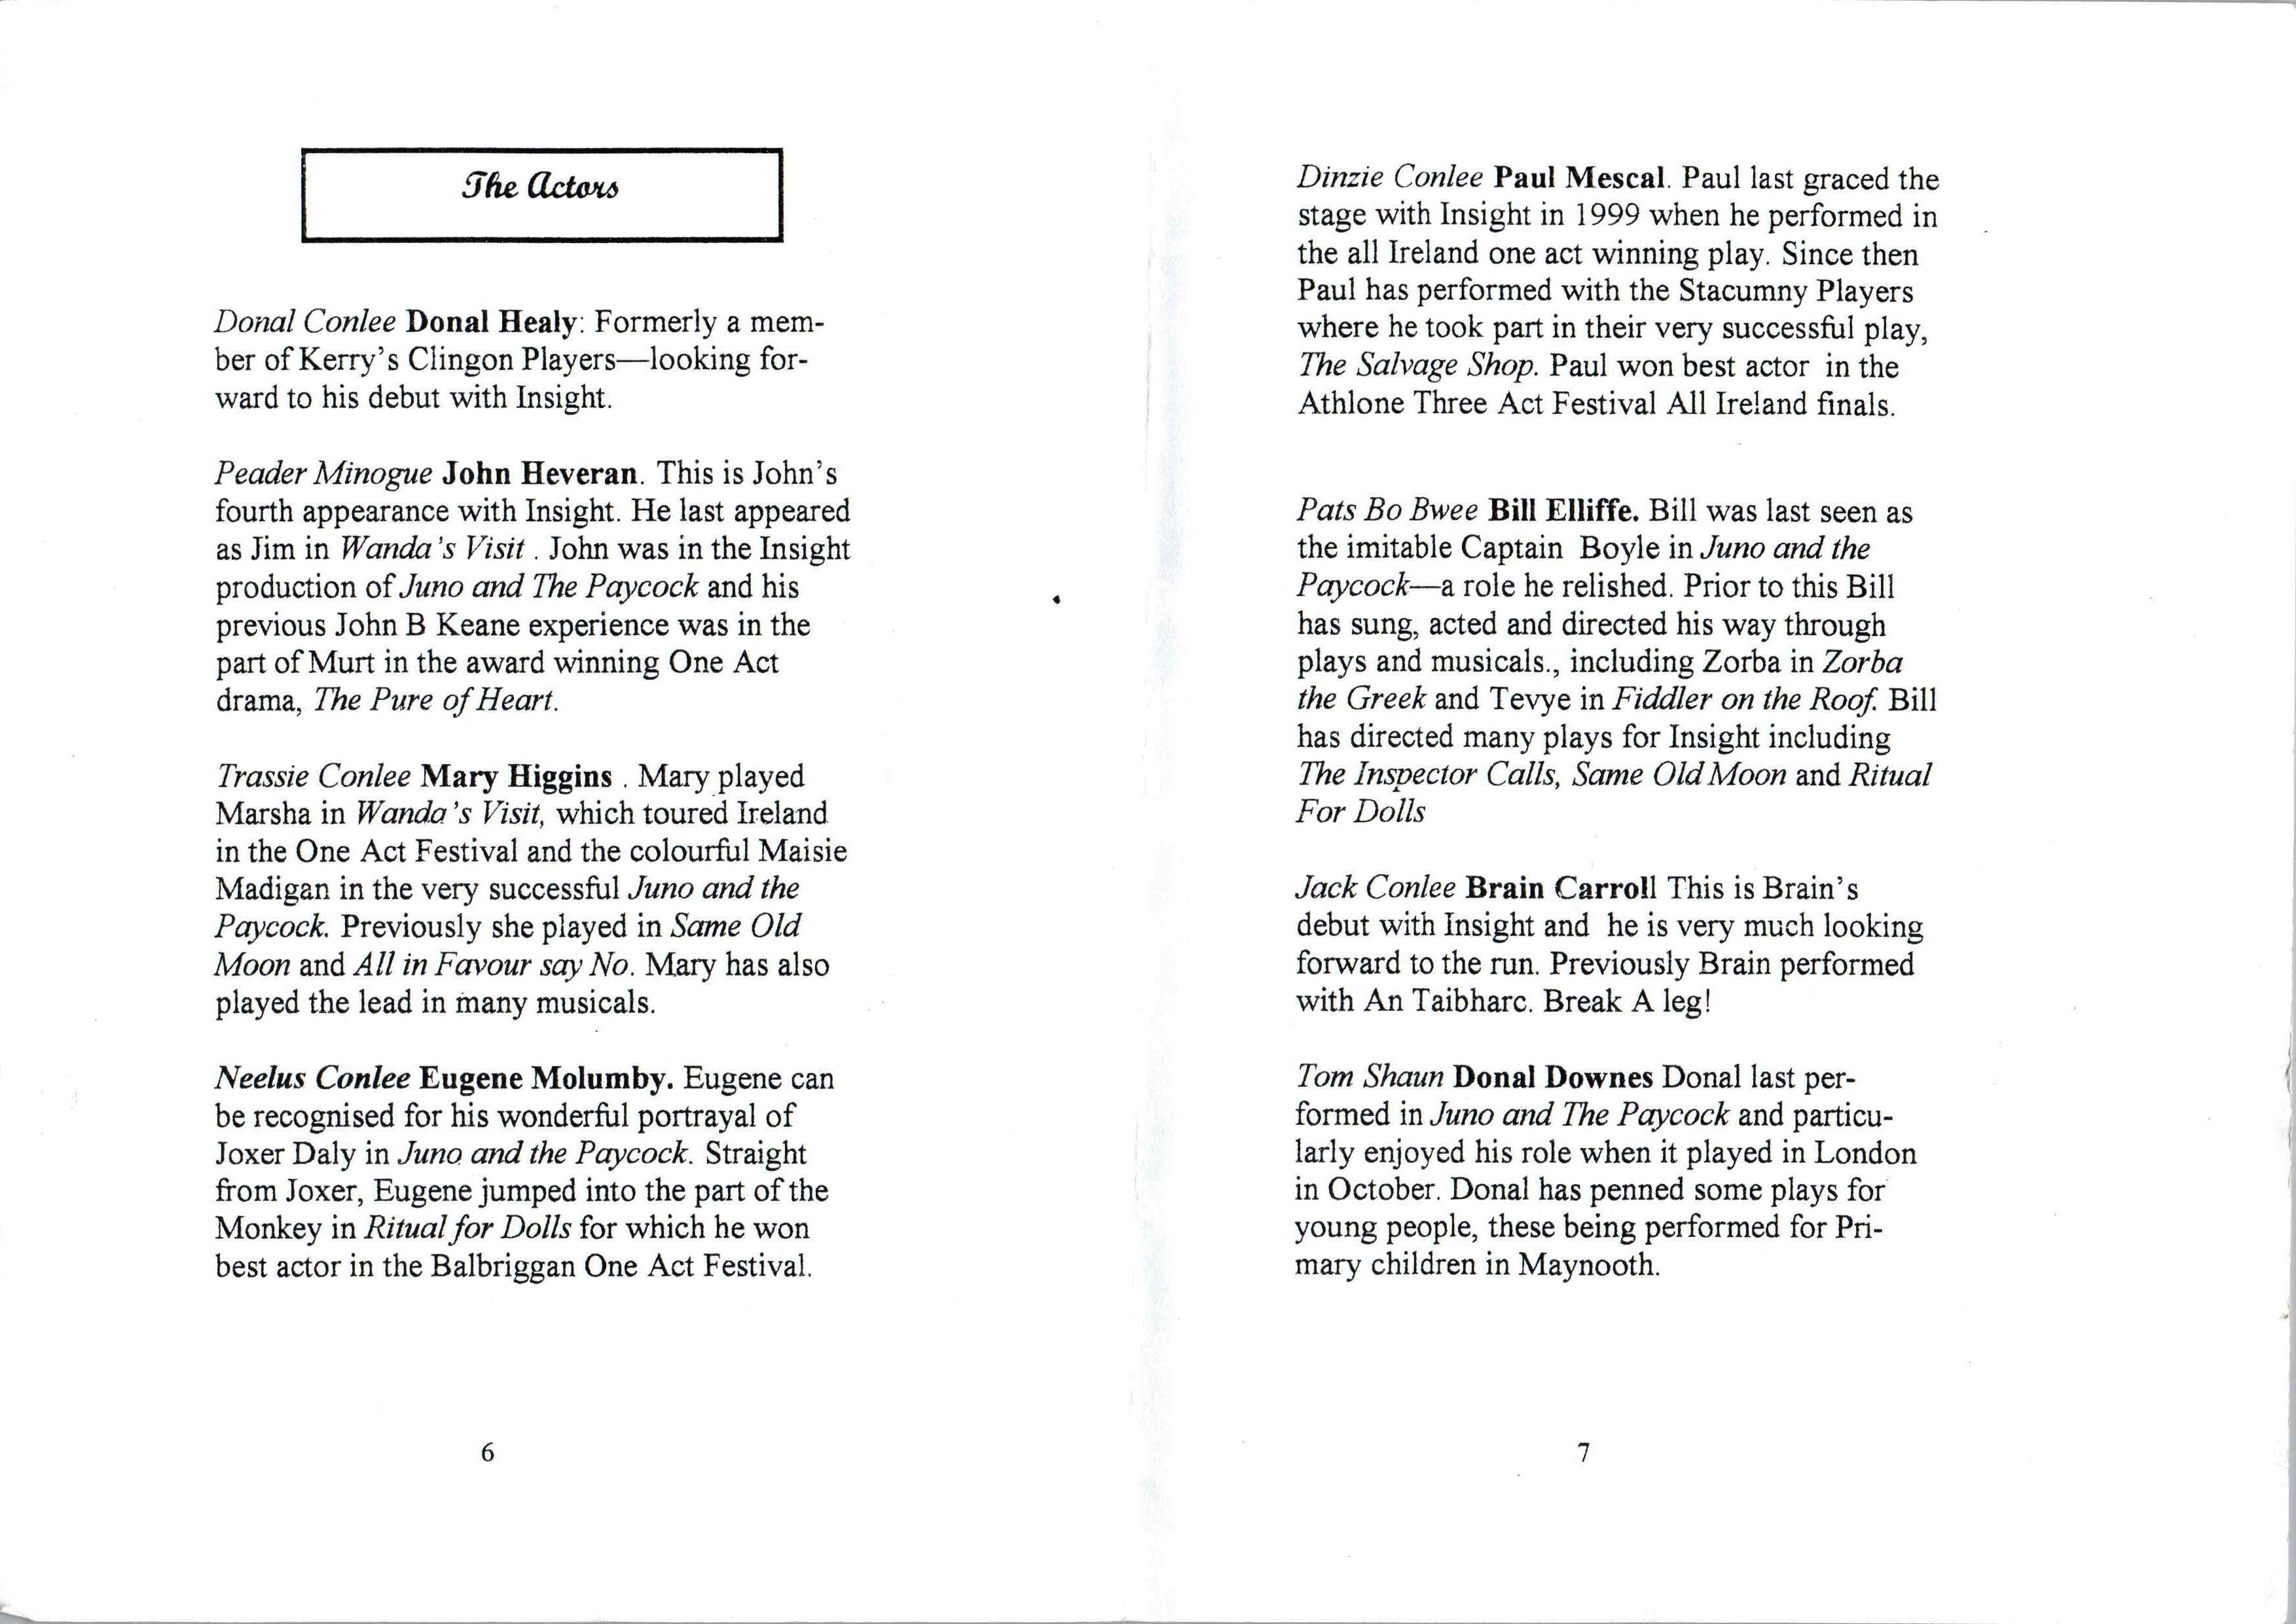 The Actors
Donal Conlee Donal Healy: Formerly a mem-
ber of Kerry's Clingon Players—looking for-
ward to his debut with Insight.
Peader Minogue John Heveran. This is John's
fourth appearance with Insight. He last appeared
as Jim in Wanda's Visit . John was in the Insight
production of Juno and The Paycock and his
previous John B Keane experience was in the
part of Murt in the award winning One Act
drama, The Pure of Heart.
Trassie Conlee Mary Higgins . Mary played
Marsha in Wanda's Visit, which toured Ireland
in the One Act Festival and the colourful Maisie
Madigan in the very successful Juno and the
Paycock. Previously she played in Same Old
Moon and All in Favour say No. Mary has also
played the lead in many musicals.
Neelus Conlee Eugene Molumby. Eugene can
be recognised for his wonderful portrayal of
Joxer Daly in Juno and the Paycock. Straight
from Joxer, Eugene jumped into the part of the
Monkey in Ritual for Dolls for which he won
best actor in the Balbriggan One Act Festival.
6
Dinzie Conlee Paul Mescal. Paul last graced the
stage with Insight in 1999 when he performed in
the all Ireland one act winning play. Since then
Paul has performed with the Stacumny Players
where he took part in their very successful play,
The Salvage Shop. Paul won best actor in the
Athlone Three Act Festival All Ireland finals.
Pats Bo Bwee Bill Elliffe. Bill was last seen as
the imitable Captain Boyle in Juno and the
Paycock—a role he relished. Prior to this Bill
has sung, acted and directed his way through
plays and musicals., including Zorba in Zorba
the Greek and Tevye in Fiddler on the Roof. Bill
has directed many plays for Insight including
The Inspector Calls, Same Old Moon and Ritual
For Dolls
Jack Conlee Brain Carroll This is Brain's
debut with Insight and he is very much looking
forward to the run. Previously Brain performed
with An Taibharc. Break A leg!
Tom Shaun Donal Downes Donal last per-
formed in Juno and The Paycock and particu-
larly enjoyed his role when it played in London
in October. Donal has penned some plays for
young people, these being performed for Pri-
mary children in Maynooth.
7